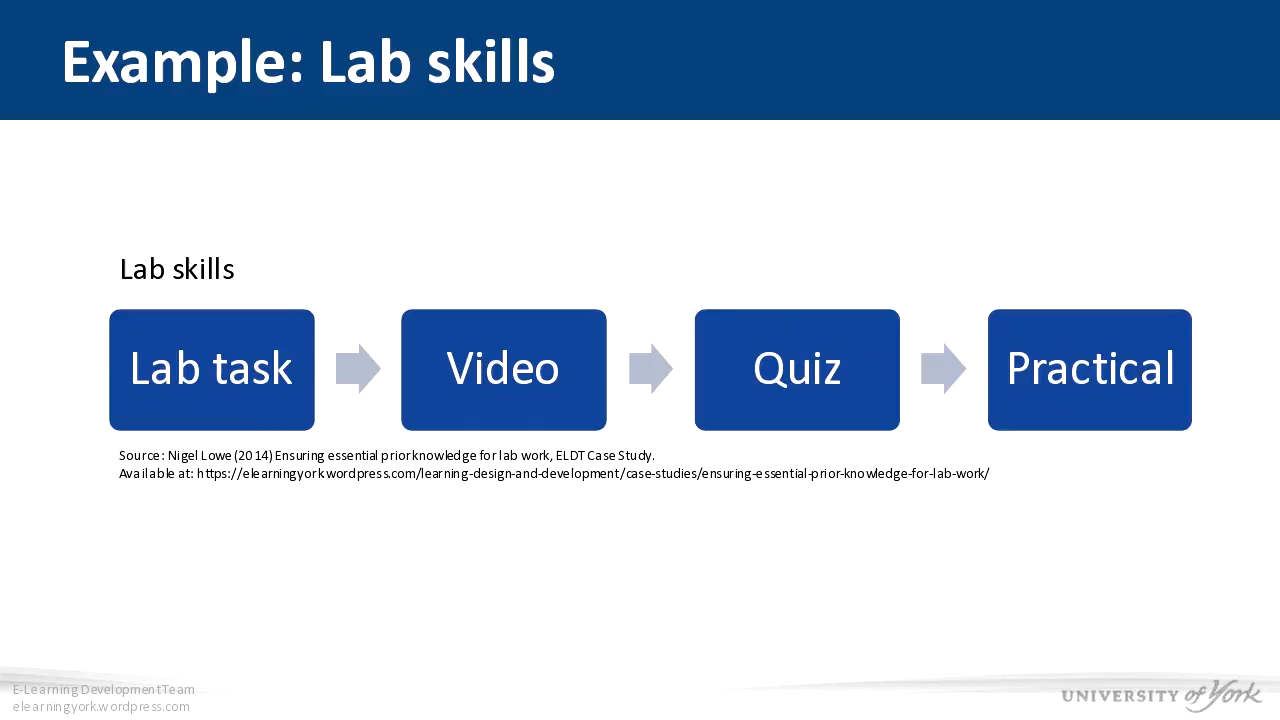 Example: Lab skills
Lab skills
Lab task
Video
Quiz
Practical
Source: Nigel Lowe (2014) Ensuring essential prior knowledge for lab work, ELDT Case Study.
Available at: https://elearningyork.wordpress.com/learning-design-and-development/case-studies/ensuring-essential-prior-knowledge-for-lab-work/
E-Learning Development Team
elearningyork.wordpress.com
UNIVERSITY of York